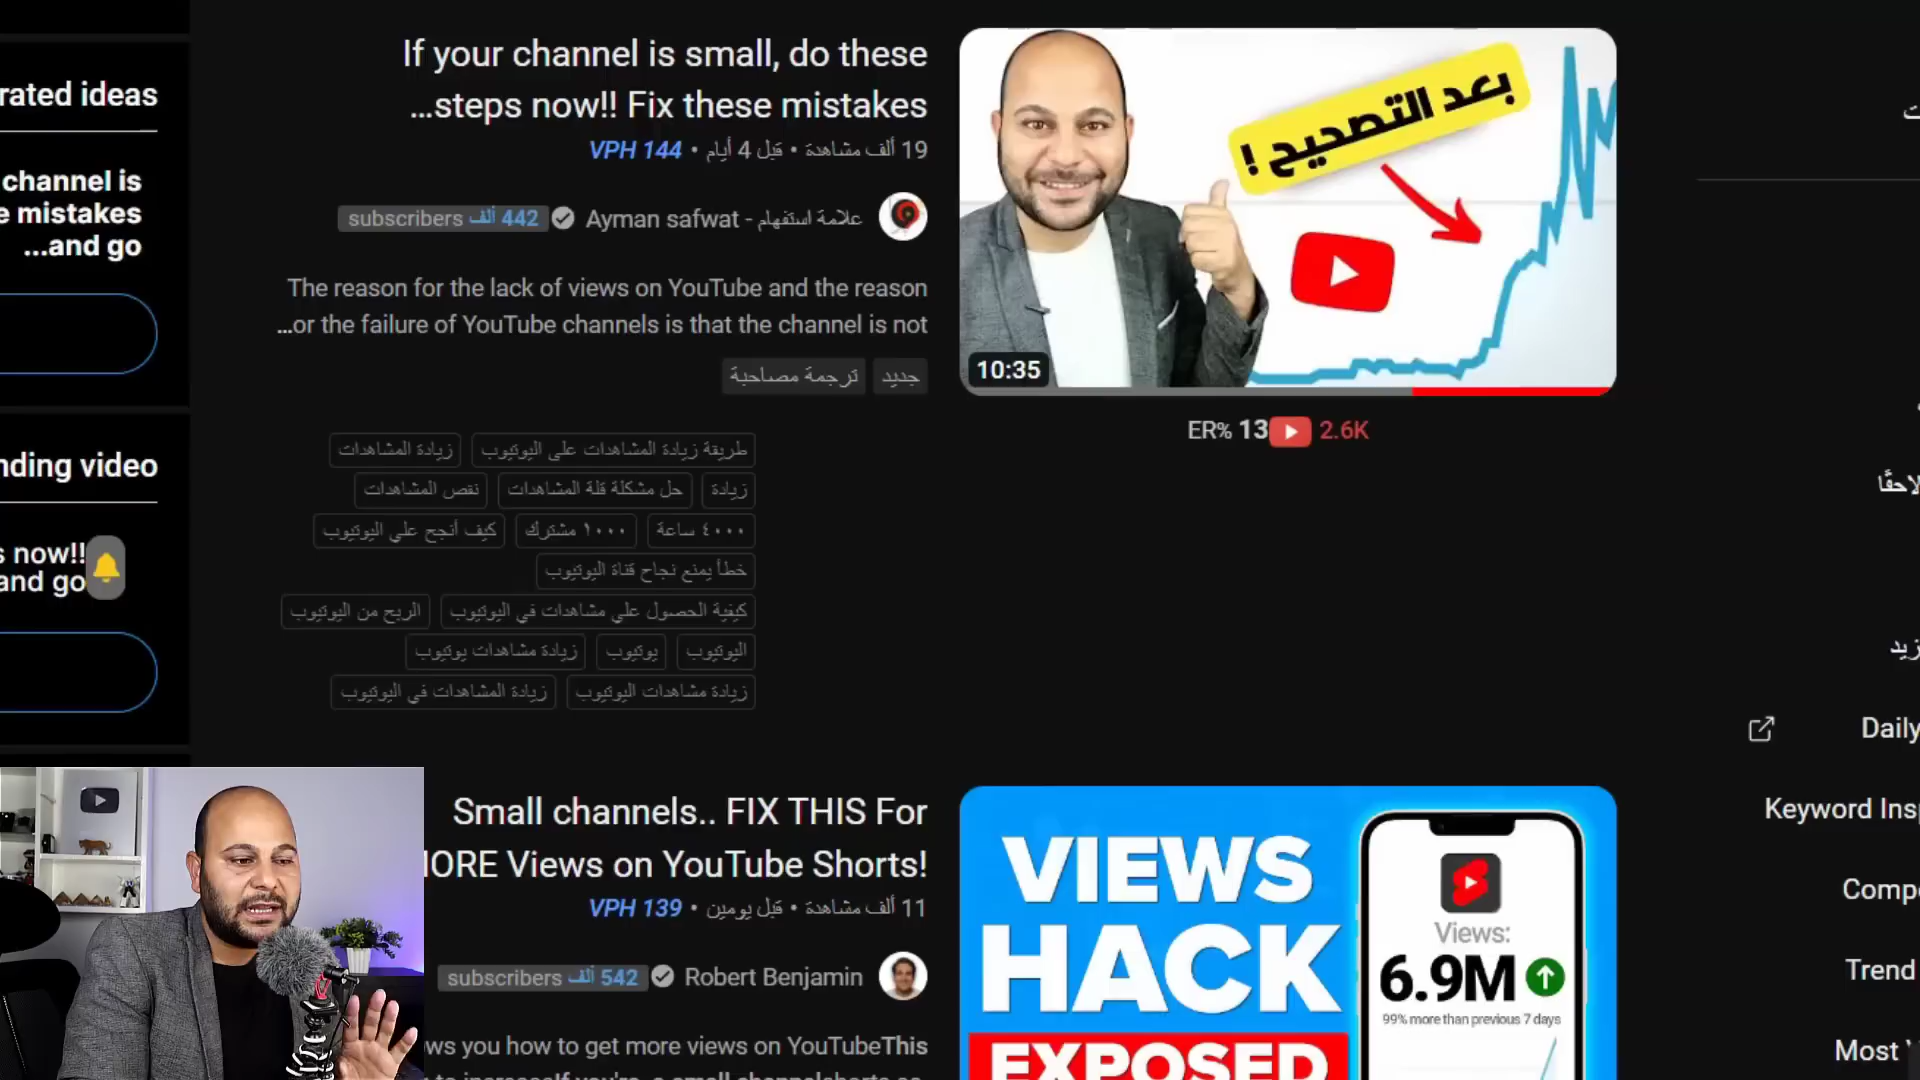 rated ideas
channel is
e mistakes
...and go
nding video
s now!!
and go
If your channel is small, do these
...steps now!! Fix these mistakes
19 ألف مشاهدة • قبل 4 أيام • VPH 144
Ayman safwat - علامة استفهام
442 ألف subscribers
The reason for the lack of views on YouTube and the reason
...or the failure of YouTube channels is that the channel is not
جديد
ترجمة مصاحبة
طريقة زيادة المشاهدات على اليوتيوب
زيادة المشاهدات
زيادة
حل مشكلة قلة المشاهدات
نقص المشاهدات
٤٠٠٠ ساعة
١٠٠٠ مشترك
كيف أنجح علي اليوتيوب
خطأ يمنع نجاح قناة اليوتيوب
كيفية الحصول علي مشاهدات في اليوتيوب
الربح من اليوتيوب
اليوتيوب
يوتيوب
زيادة مشاهدات يوتيوب
زيادة مشاهدات اليوتيوب
زيادة المشاهدات في اليوتيوب
بعد التصحيح !
10:35
ER% 13
2.6K
Small channels.. FIX THIS For
MORE Views on YouTube Shorts!
11 ألف مشاهدة • قبل يومين • VPH 139
Robert Benjamin
542 ألف subscribers
ows you how to get more views on YouTubeThis
VIEWS
HACK
EXPOSED
Views:
6.9M
99% more than previous 7 days
لاحقًا
Daily
Keyword Ins
Compe
Trend
Most